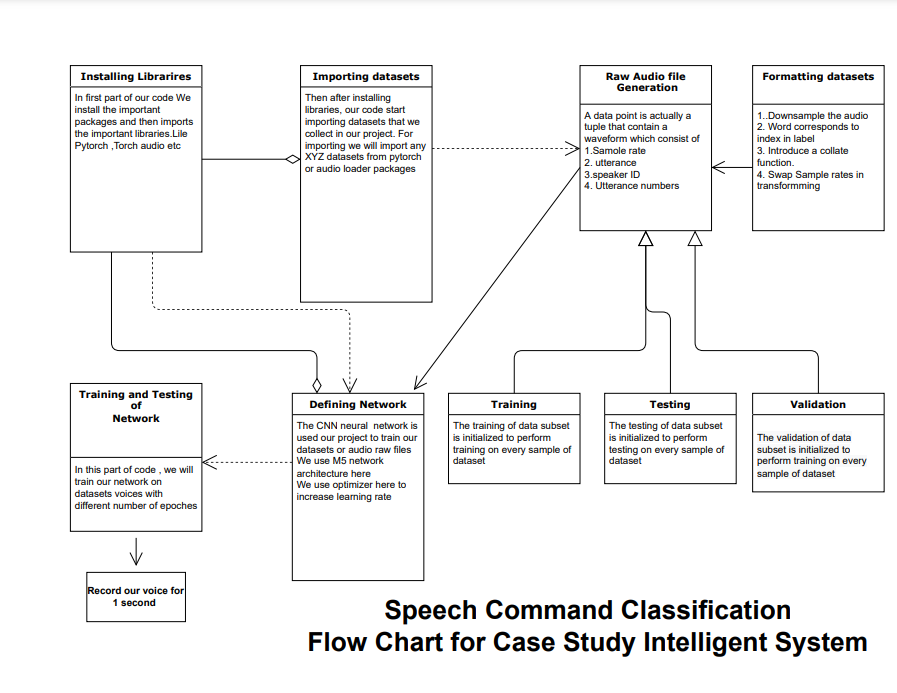 Installing Librarires
In first part of our code We
install the important
packages and then imports
the important libraries.Lile
Pytorch ,Torch audio etc
Importing datasets
Then after installing
libraries, our code start
importing datasets that we
collect in our project. For
importing we will import any
XYZ datasets from pytorch
or audio loader packages
Raw Audio file
Generation
A data point is actually a
tuple that contain a
waveform which consist of
1.Samole rate
2. utterance
3.speaker ID
4. Utterance numbers
Formatting datasets
1..Downsample the audio
2. Word corresponds to
index in label
3. Introduce a collate
function.
4. Swap Sample rates in
transformming
Training and Testing
of
Network
In this part of code , we will
train our network on
datasets voices with
different number of epoches
Defining Network
The CNN neural network is
used our project to train our
datasets or audio raw files
We use M5 network
architecture here
We use optimizer here to
increase learning rate
Training
The training of data subset
is initialized to perform
training on every sample of
dataset
Testing
The testing of data subset
is initialized to perform
testing on every sample of
dataset
Validation
The validation of data
subset is initialized to
perform training on every
sample of dataset
Record our voice for
1 second
Speech Command Classification
Flow Chart for Case Study Intelligent System